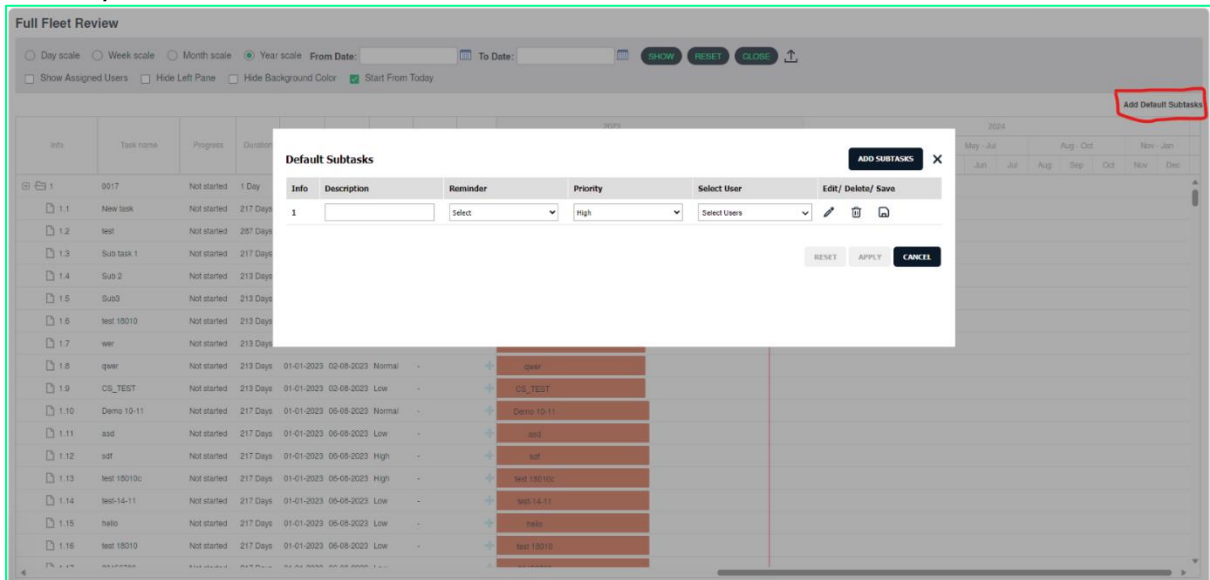 Full Fleet Review
Day scale Week scale Month scale Year scale From Date: To Date: SHOW RESET CLOSE
Show Assigned Users Hide Left Pane Hide Background Color Start From Today
Add Default Subtasks
2023 2024
Info Task name Progress Duration May - Jul Aug - Oct Nov - Jan
Jun Jul Aug Sep Oct Nov Dec
Default Subtasks ADD SUBTASKS
Info Description Reminder Priority Select User Edit/ Delete/ Save
1 Select High Select Users
RESET APPLY CANCEL
1 0017 Not started 1 Day
1.1 New task Not started 217 Days
1.2 test Not started 287 Days
1.3 Sub task 1 Not started 217 Days
1.4 Sub 2 Not started 213 Days
1.5 Sub3 Not started 213 Days
1.6 test 18010 Not started 213 Days
1.7 wer Not started 213 Days
1.8 qwer Not started 213 Days 01-01-2023 02-08-2023 Normal - qwer
1.9 CS_TEST Not started 213 Days 01-01-2023 02-08-2023 Low - CS_TEST
1.10 Demo 10-11 Not started 217 Days 01-01-2023 06-08-2023 Normal - Demo 10-11
1.11 asd Not started 217 Days 01-01-2023 06-08-2023 Low - asd
1.12 sdf Not started 217 Days 01-01-2023 06-08-2023 High - sdf
1.13 test 18010c Not started 217 Days 01-01-2023 06-08-2023 High - test 18010c
1.14 test-14-11 Not started 217 Days 01-01-2023 06-08-2023 Low - test-14-11
1.15 hello Not started 217 Days 01-01-2023 06-08-2023 Low - hello
1.16 test 18010 Not started 217 Days 01-01-2023 06-08-2023 Low - test 18010